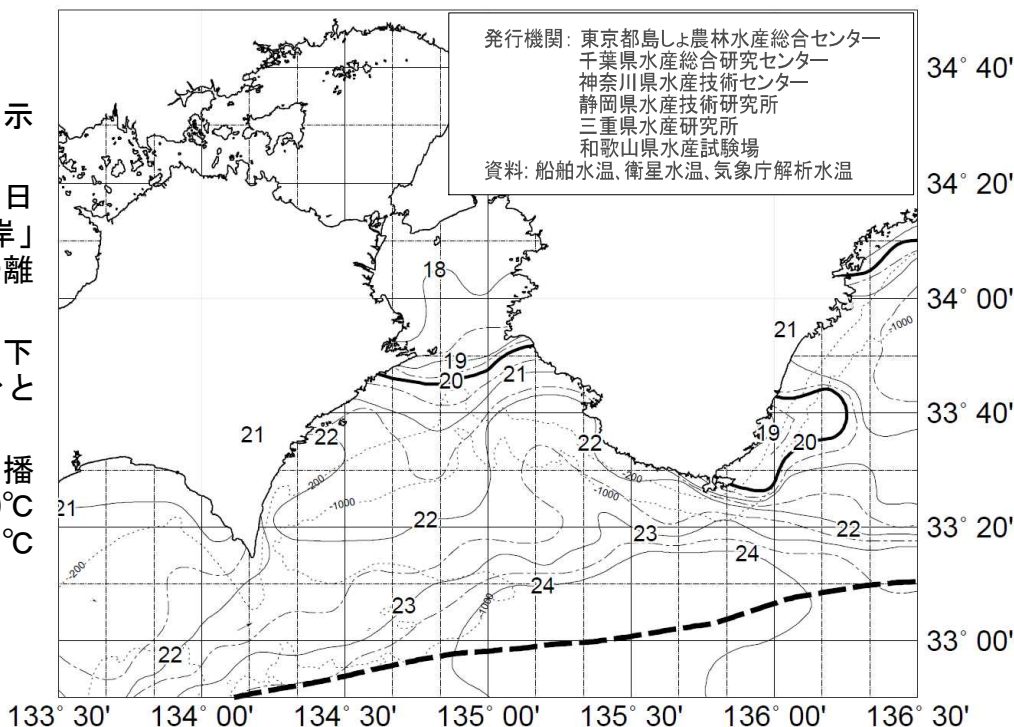 示
日
岸」
離
下
と
播
℃
℃
発行機関: 東京都島しょ農林水産総合センター
千葉県水産総合研究センター
神奈川県水産技術センター
静岡県水産技術研究所
三重県水産研究所
和歌山県水産試験場
資料: 船舶水温、衛星水温、気象庁解析水温
34° 40'
34° 20'
34° 00'
33° 40'
33° 20'
33° 00'
18
19
20
21
21
-1000
21
22
22
19
20
-200
-1000
-200
-1000
21
22
23
22
24
24
-200
23
-1000
22
133° 30' 134° 00' 134° 30' 135° 00' 135° 30' 136° 00' 136° 30'